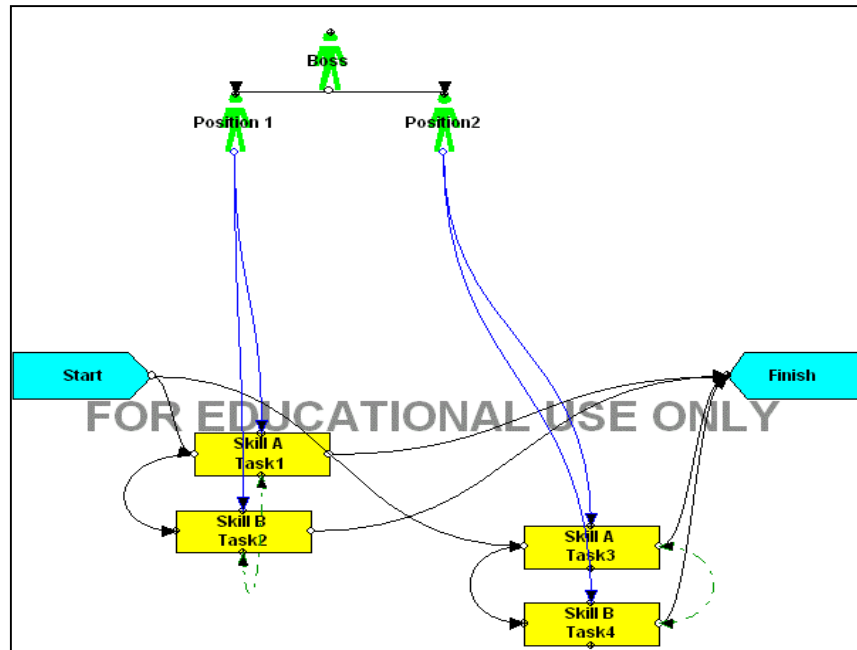 Boss
Position 1
Position2
Start
Finish
FOR EDUCATIONAL USE ONLY
Skill A
Task1
Skill B
Task2
Skill A
Task3
Skill B
Task4